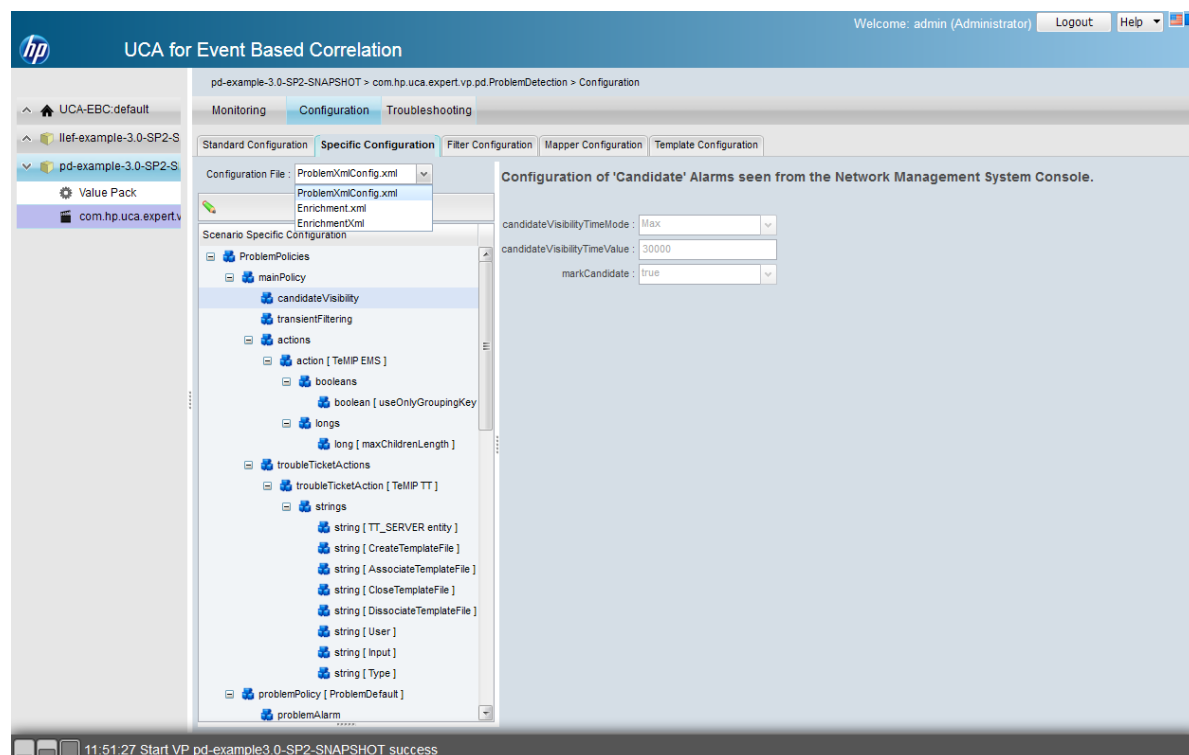 Welcome: admin (Administrator) Logout Help
hp UCA for Event Based Correlation
pd-example-3.0-SP2-SNAPSHOT > com.hp.uca.expert.vp.pd.ProblemDetection > Configuration
UCA-EBC:default
llef-example-3.0-SP2-S
pd-example-3.0-SP2-S
Value Pack
com.hp.uca.expert.v
Monitoring Configuration Troubleshooting
Standard Configuration Specific Configuration Filter Configuration Mapper Configuration Template Configuration
Configuration File : ProblemXmlConfig.xml
ProblemXmlConfig.xml
Enrichment.xml
EnrichmentXml
Scenario Specific Configuration
ProblemPolicies
mainPolicy
candidateVisibility
transientFiltering
actions
action [ TeMIP EMS ]
booleans
boolean [ useOnlyGroupingKey
longs
long [ maxChildrenLength ]
troubleTicketActions
troubleTicketAction [ TeMIP TT ]
strings
string [ TT_SERVER entity ]
string [ CreateTemplateFile ]
string [ AssociateTemplateFile ]
string [ CloseTemplateFile ]
string [ DissociateTemplateFile ]
string [ User ]
string [ Input ]
string [ Type ]
problemPolicy [ ProblemDefault ]
problemAlarm
Configuration of 'Candidate' Alarms seen from the Network Management System Console.
candidateVisibilityTimeMode : Max
candidateVisibilityTimeValue : 30000
markCandidate : true
11:51:27 Start VP pd-example3.0-SP2-SNAPSHOT success